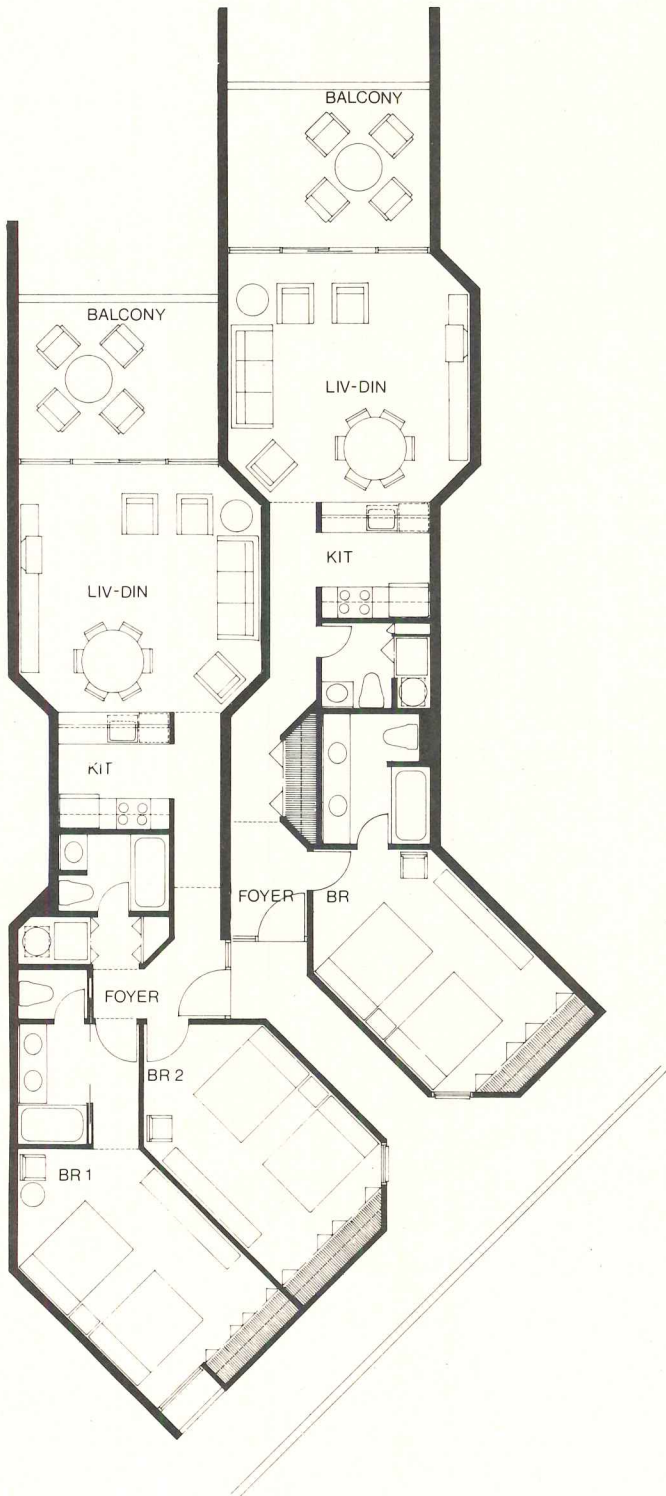 BALCONY
BALCONY
LIV-DIN
KIT
LIV-DIN
KIT
FOYER
BR
FOYER
BR 2
BR 1